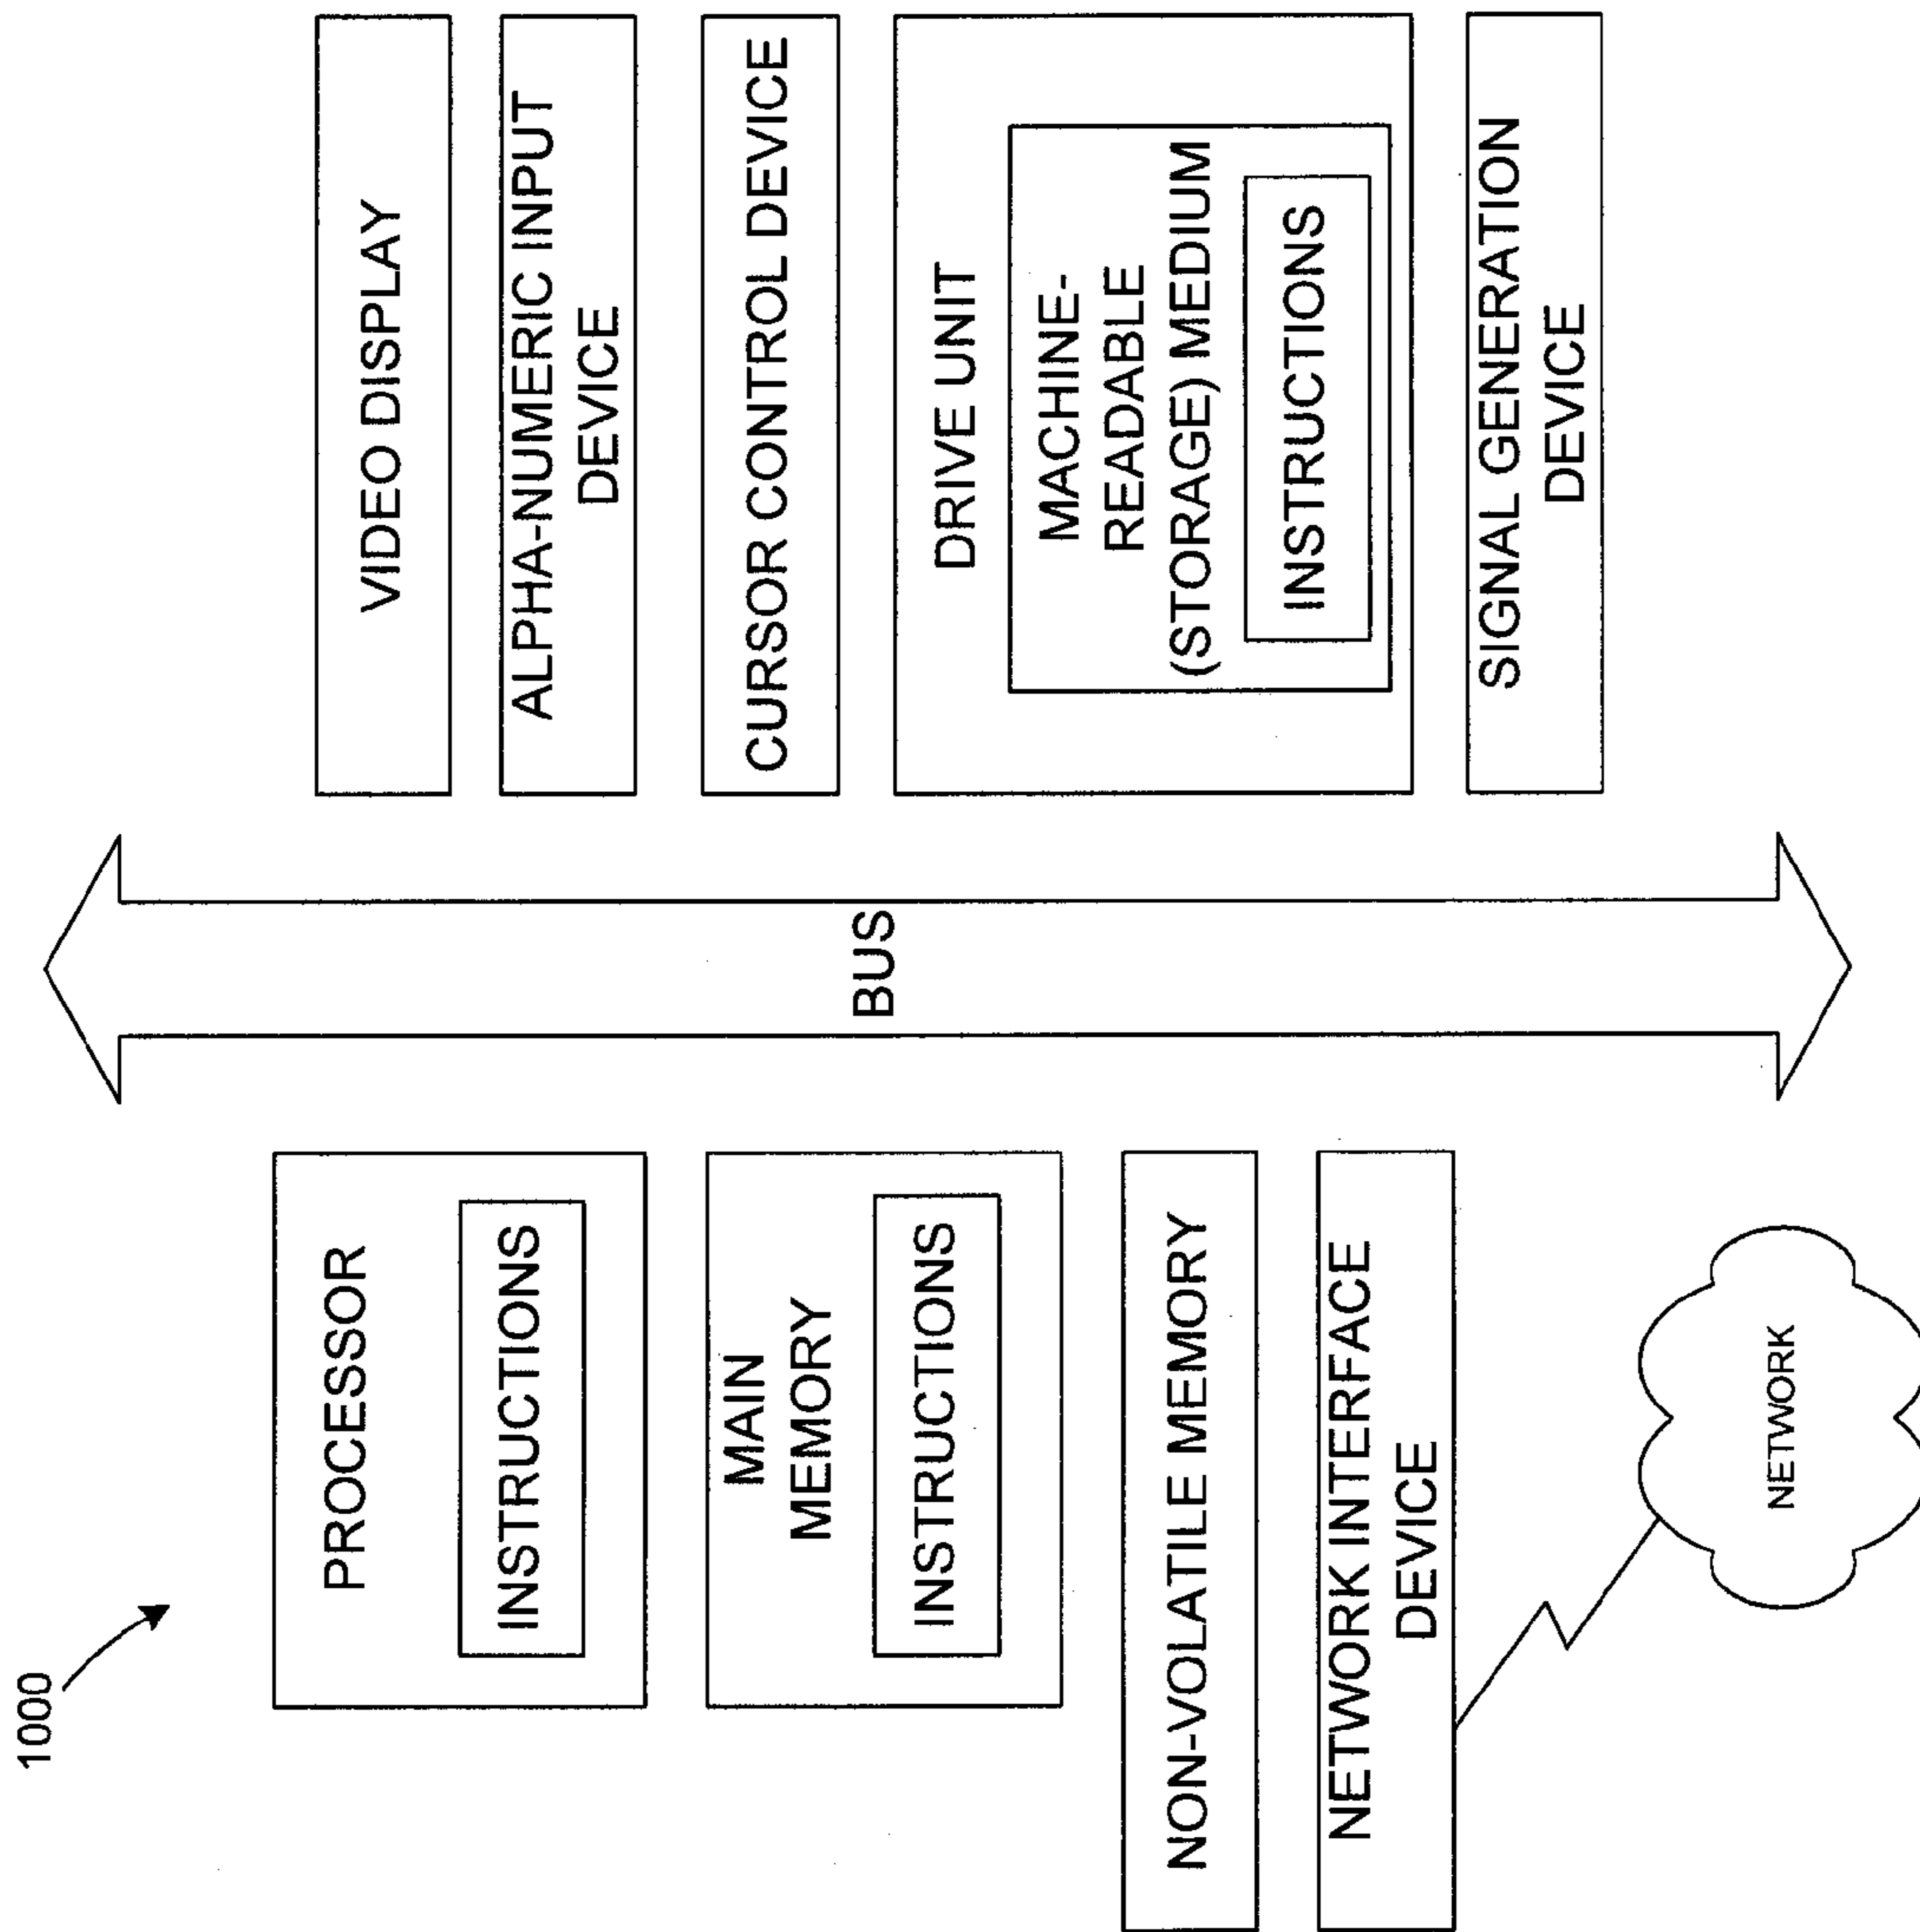 1000
PROCESSOR
INSTRUCTIONS
MAIN
MEMORY
INSTRUCTIONS
NON-VOLATILE MEMORY
NETWORK INTERFACE
DEVICE
NETWORK
BUS
VIDEO DISPLAY
ALPHA-NUMERIC INPUT
DEVICE
CURSOR CONTROL DEVICE
DRIVE UNIT
MACHINE-
READABLE
(STORAGE) MEDIUM
INSTRUCTIONS
SIGNAL GENERATION
DEVICE